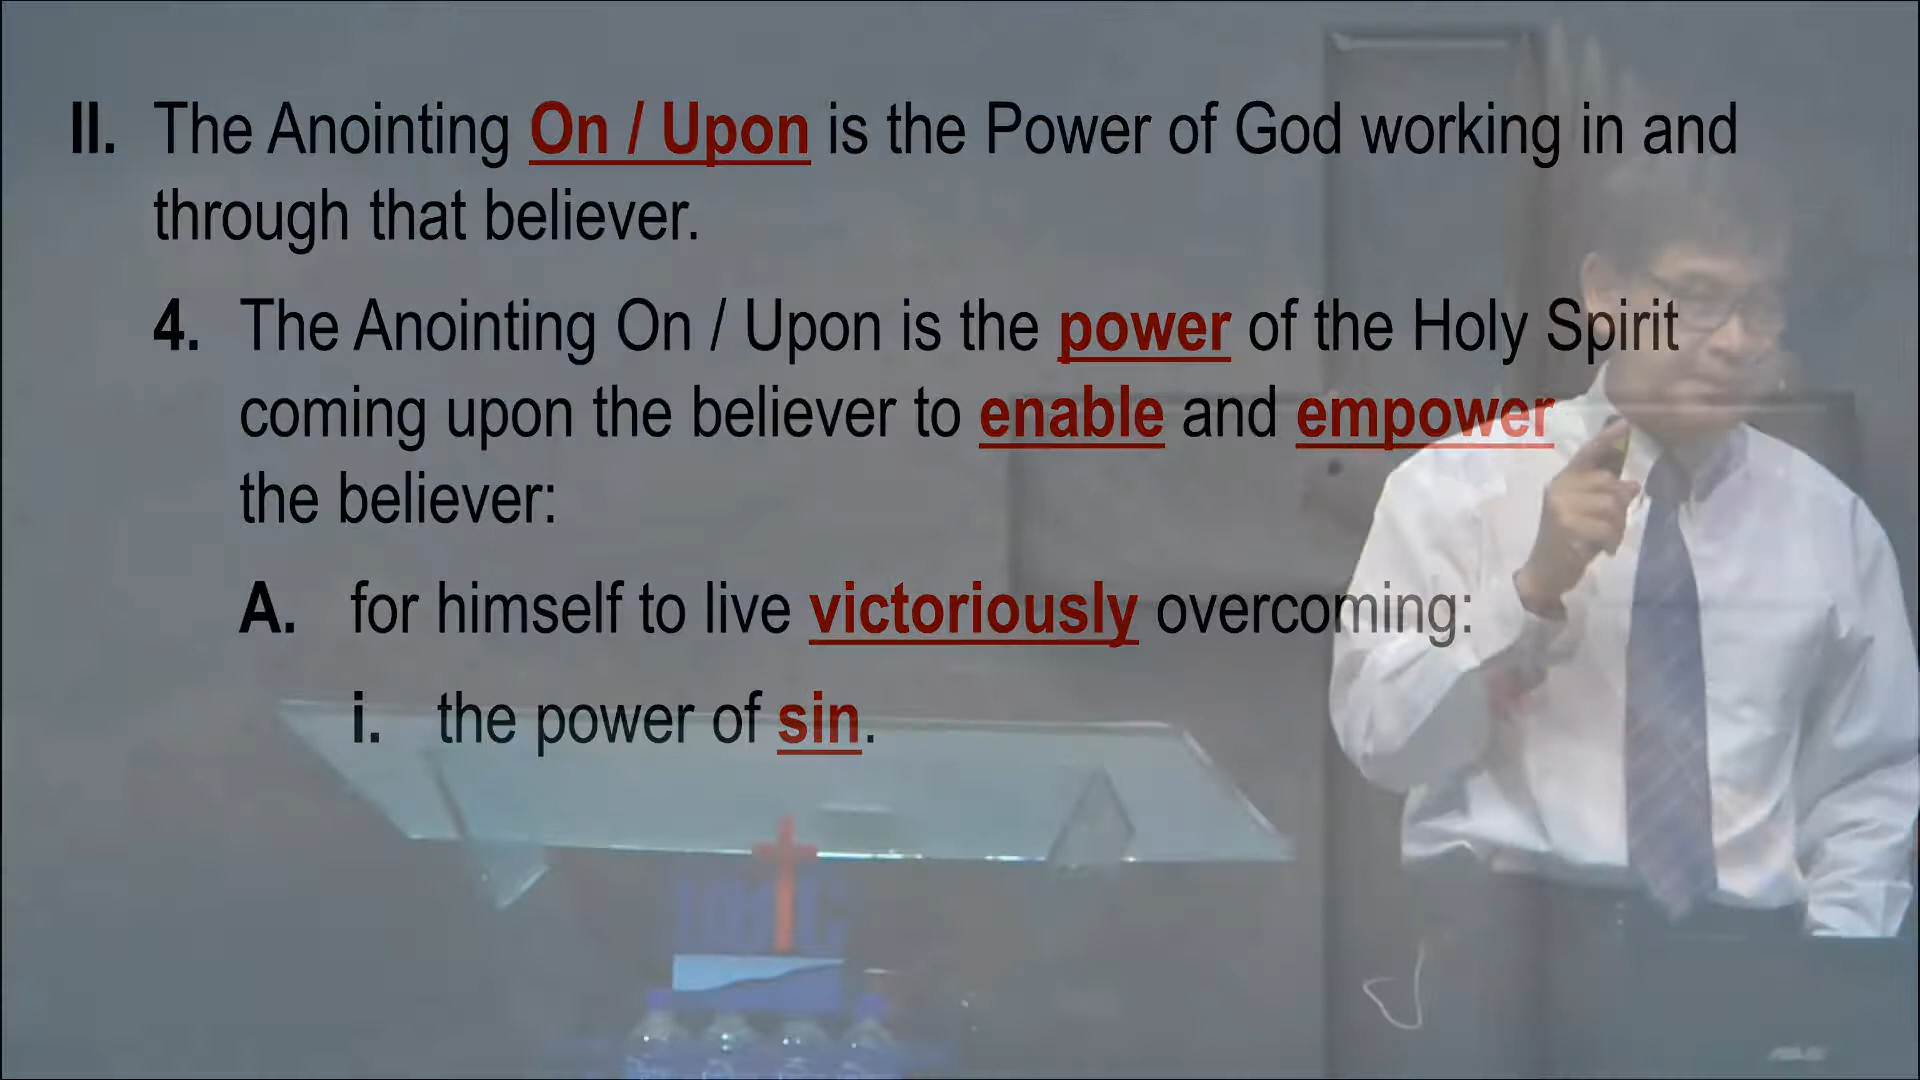 II. The Anointing On / Upon is the Power of God working in and
through that believer.
4. The Anointing On / Upon is the power of the Holy Spirit
coming upon the believer to enable and empower
the believer:
A. for himself to live victoriously overcoming:
i. the power of sin.
ASUS